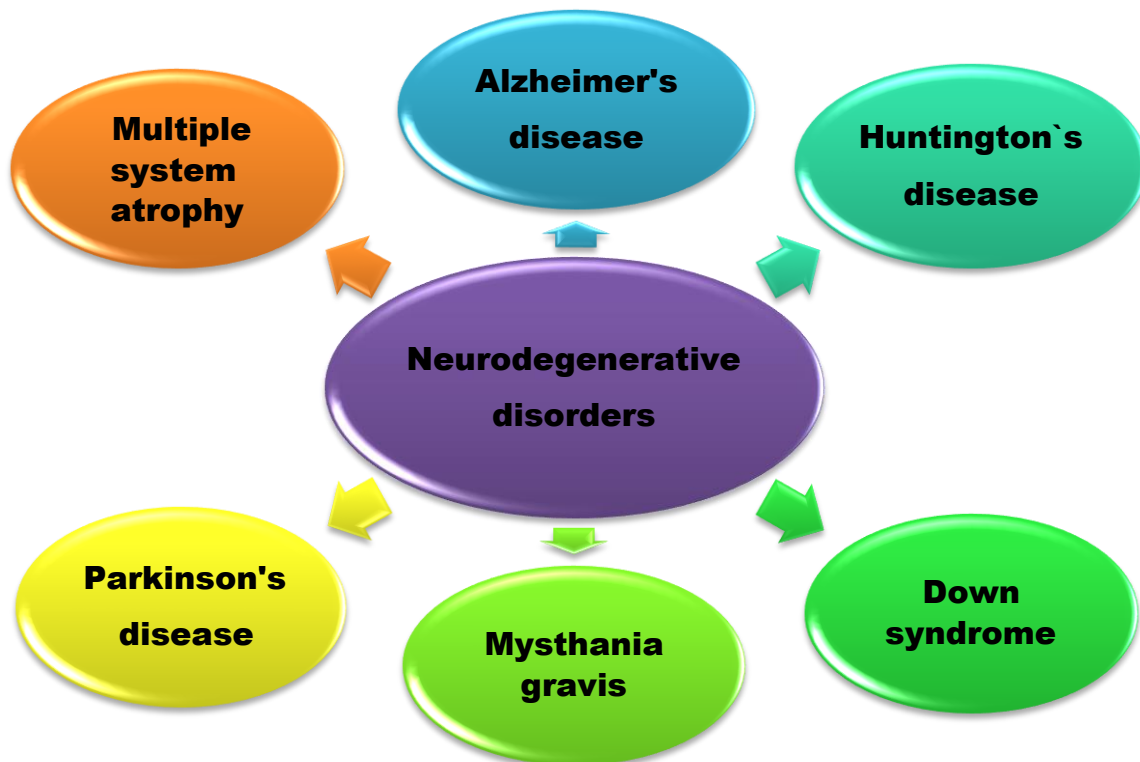 Multiple
system
atrophy
Alzheimer's
disease
Huntington`s
disease
Neurodegenerative
disorders
Parkinson's
disease
Mysthania
gravis
Down
syndrome